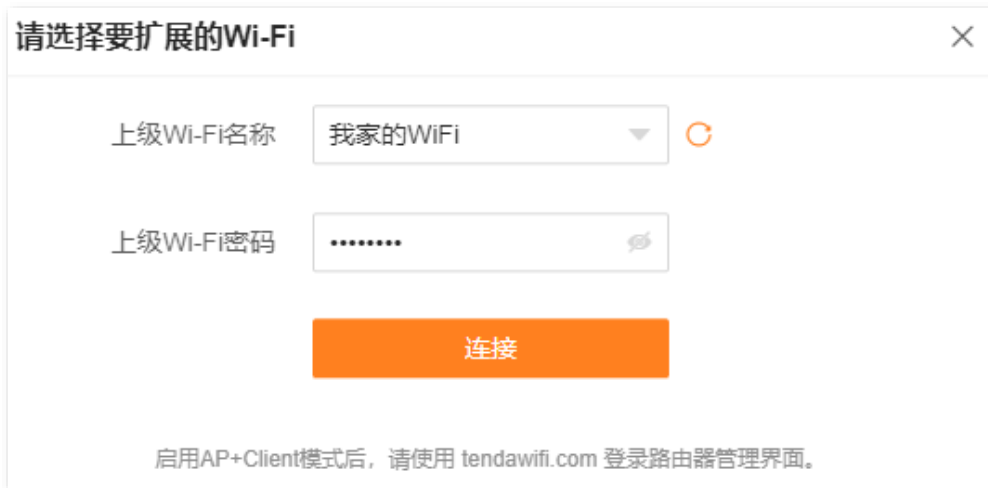 请选择要扩展的Wi-Fi
上级Wi-Fi名称 我家的WiFi
上级Wi-Fi密码 ••••••••
连接
启用AP+Client模式后，请使用 tendawifi.com 登录路由器管理界面。